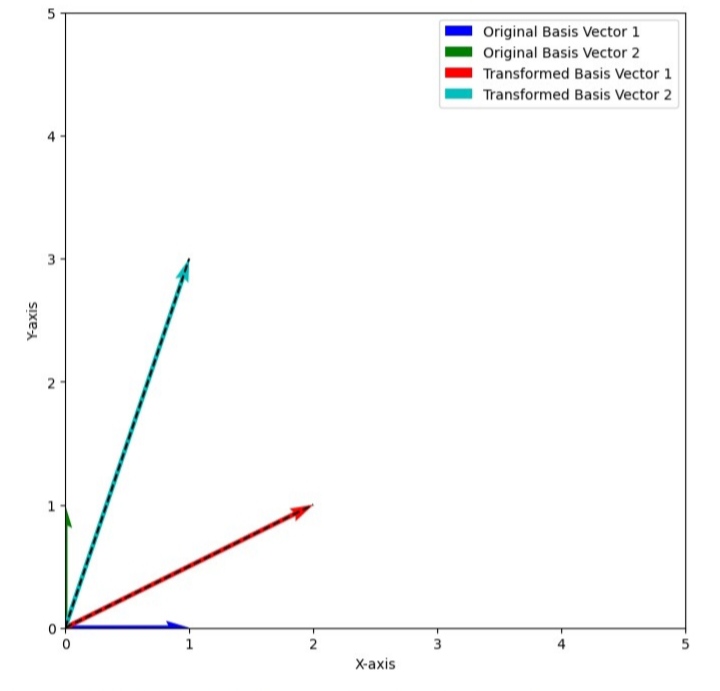 5
Original Basis Vector 1
Original Basis Vector 2
Transformed Basis Vector 1
Transformed Basis Vector 2
4
3
Y-axis
2
1
0
0 1 2 3 4 5
X-axis